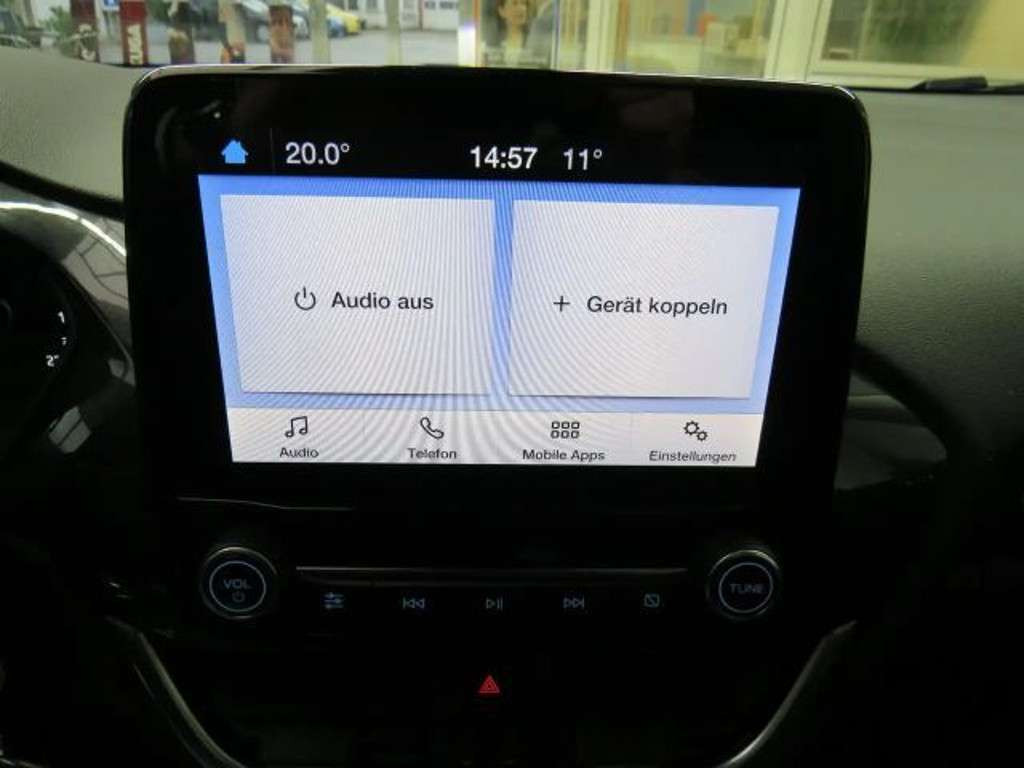 20.0° 14:57 11°
Audio aus
Gerät koppeln
Audio Telefon Mobile Apps Einstellungen
VOL
TUNE